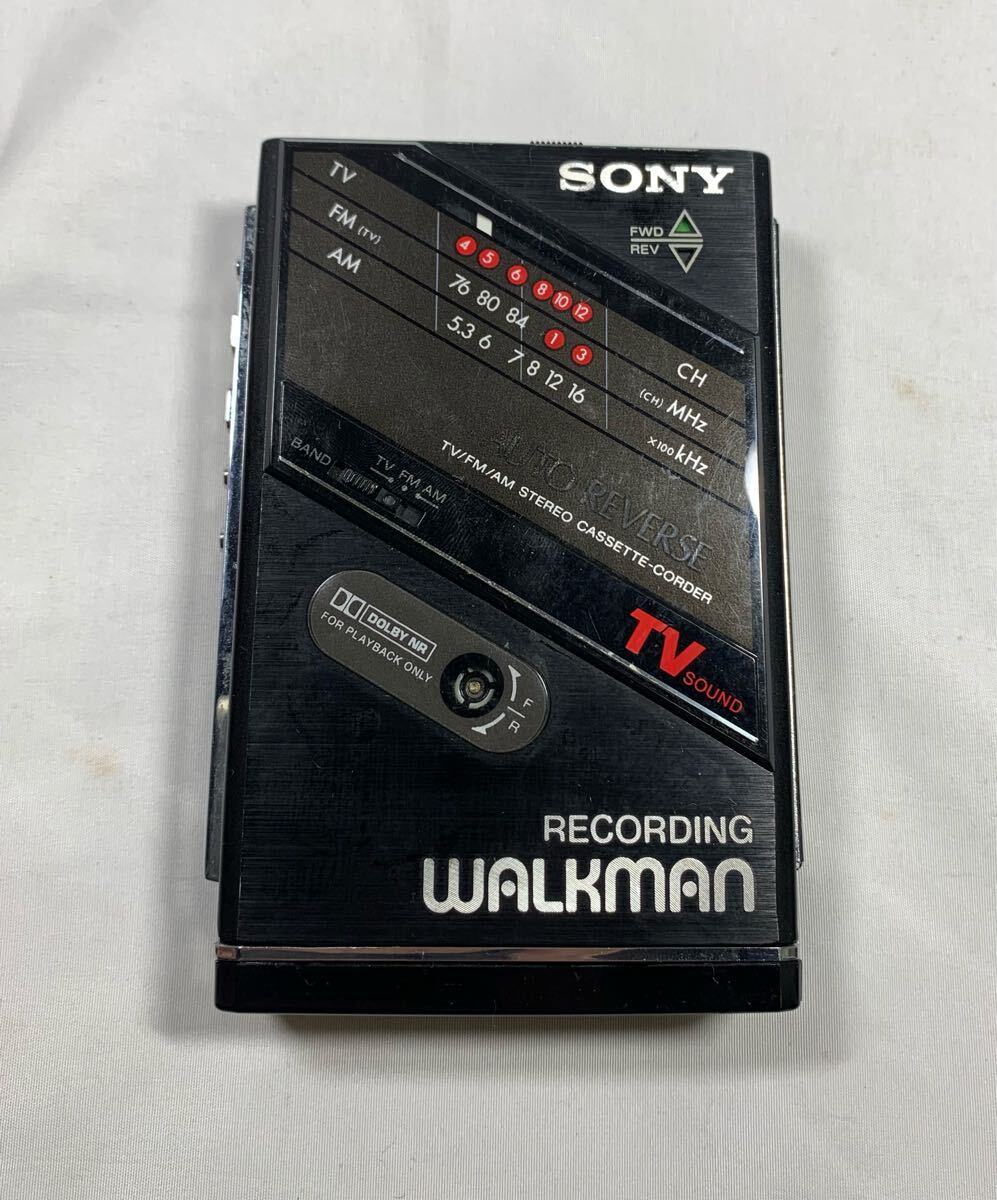 SONY
FWD
REV
TV
FM (TV)
AM
4 5 6 8 10 12
76 80 84 1 3
5.3 6 7 8 12 16
CH
(CH) MHz
×100 kHz
AUTO REVERSE
TV/FM/AM STEREO CASSETTE-CORDER
BAND
TV FM AM
TV SOUND
DOLBY NR
FOR PLAYBACK ONLY
F
R
RECORDING
WALKMAN